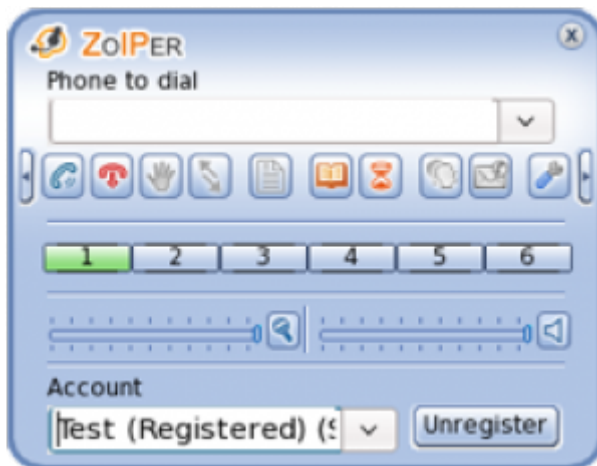 ZOIPER
Phone to dial
1 2 3 4 5 6
Account
Test (Registered) (S
Unregister